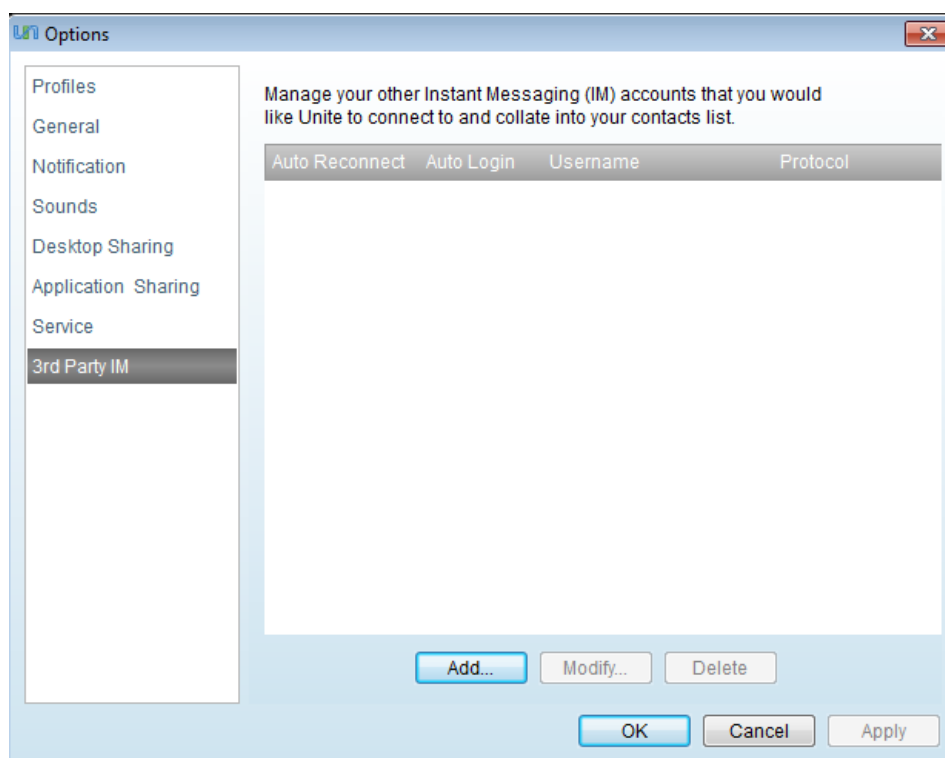 un Options
Profiles
General
Notification
Sounds
Desktop Sharing
Application Sharing
Service
3rd Party IM
Manage your other Instant Messaging (IM) accounts that you would
like Unite to connect to and collate into your contacts list.
Auto Reconnect Auto Login Username Protocol
Add... Modify... Delete
OK Cancel Apply